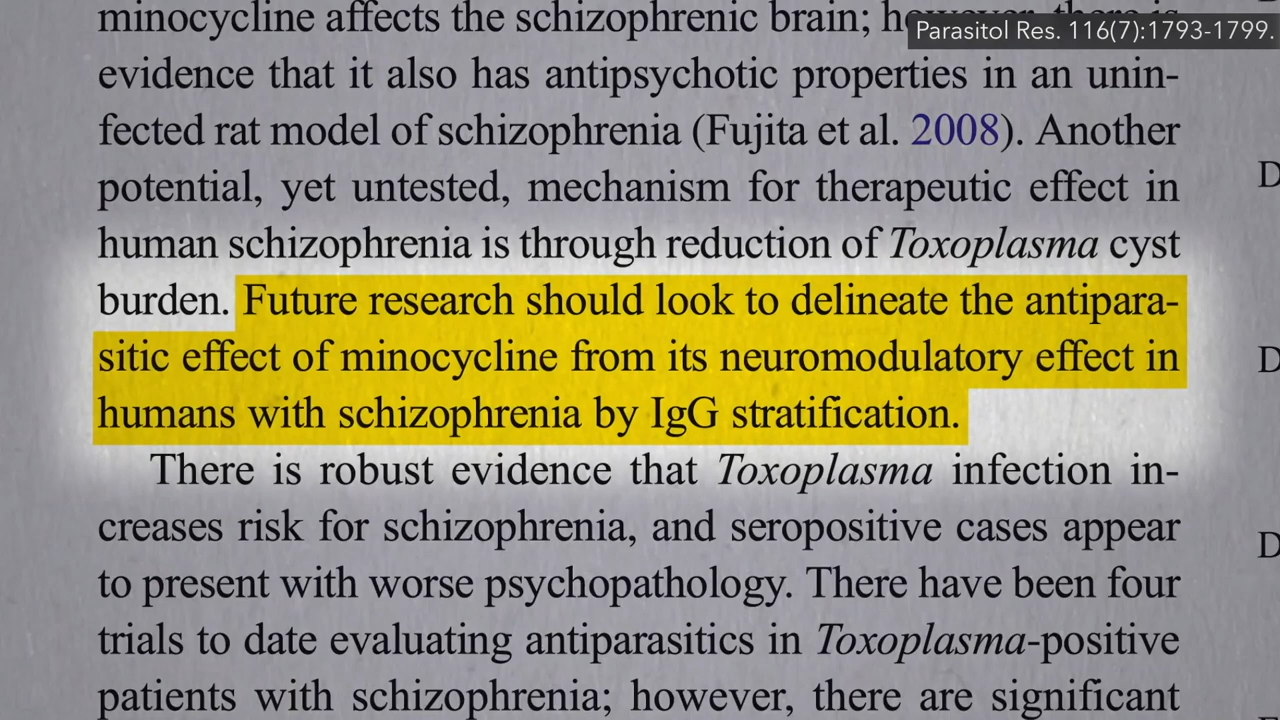 minocycline affects the schizophrenic brain; however, there is
Parasitol Res. 116(7):1793-1799.
evidence that it also has antipsychotic properties in an unin-
fected rat model of schizophrenia (Fujita et al. 2008). Another
potential, yet untested, mechanism for therapeutic effect in
human schizophrenia is through reduction of Toxoplasma cyst
burden. Future research should look to delineate the antipara-
sitic effect of minocycline from its neuromodulatory effect in
humans with schizophrenia by IgG stratification.
There is robust evidence that Toxoplasma infection in-
creases risk for schizophrenia, and seropositive cases appear
to present with worse psychopathology. There have been four
trials to date evaluating antiparasitics in Toxoplasma-positive
patients with schizophrenia; however, there are significant
D
D
D